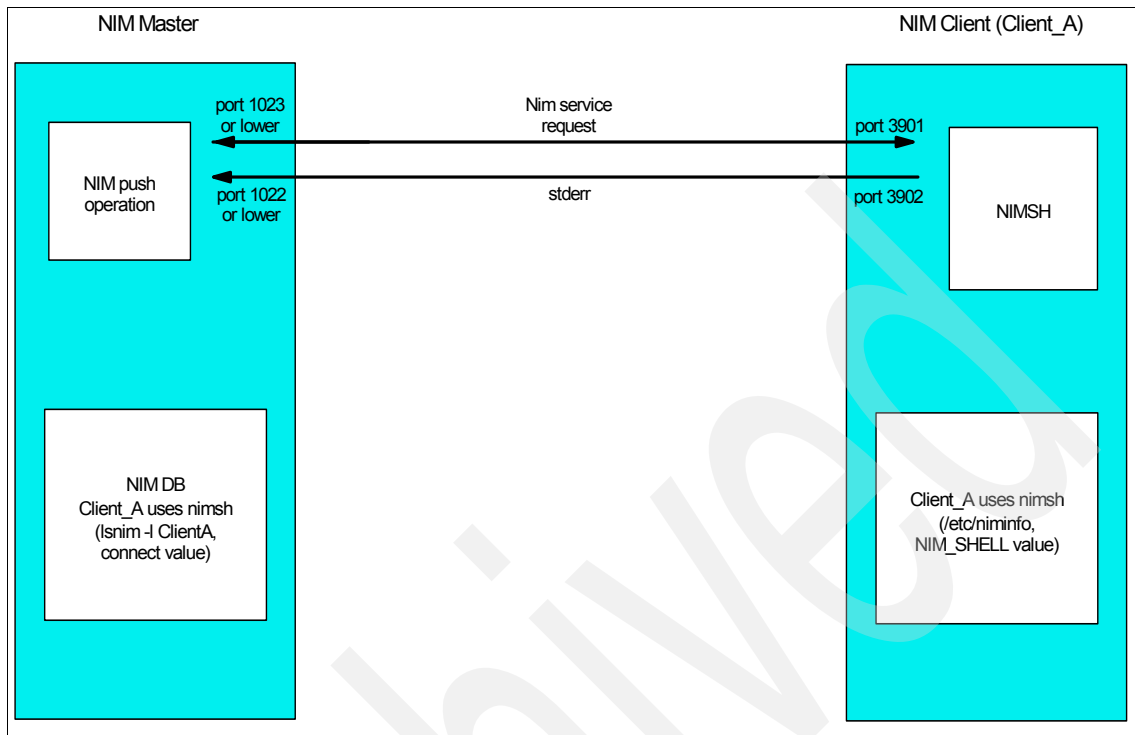 NIM Master
NIM Client (Client_A)
port 1023
or lower
Nim service
request
port 3901
NIM push
operation
port 1022
or lower
stderr
port 3902
NIMSH
NIM DB
Client_A uses nimsh
(lsnim -l ClientA,
connect value)
Client_A uses nimsh
(/etc/niminfo,
NIM_SHELL value)
hived